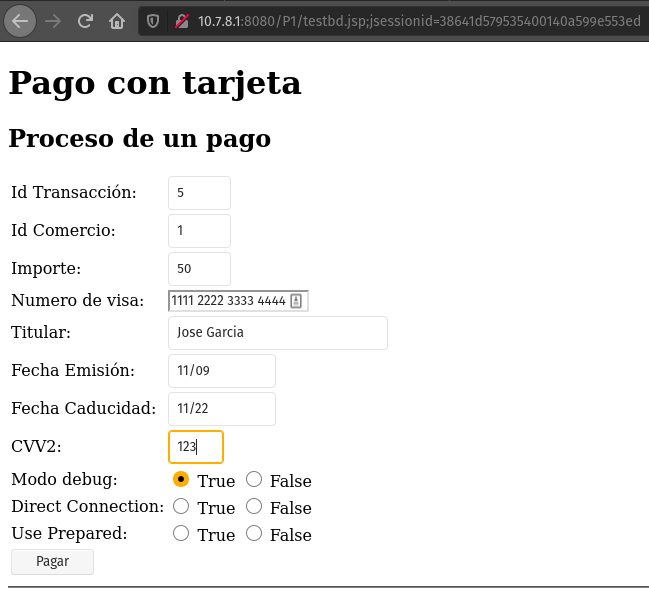 10.7.8.1:8080/P1/testbd.jsp;jsessionid=38641d579535400140a599e553ed
Pago con tarjeta
Proceso de un pago
Id Transacción: 5
Id Comercio: 1
Importe: 50
Numero de visa: 1111 2222 3333 4444
Titular: Jose Garcia
Fecha Emisión: 11/09
Fecha Caducidad: 11/22
CVV2: 123
Modo debug: True False
Direct Connection: True False
Use Prepared: True False
Pagar